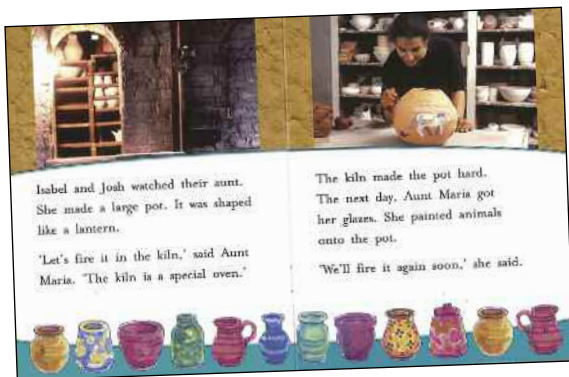 Isabel and Josh watched their aunt.
She made a large pot. It was shaped
like a lantern.
'Let's fire it in the kiln,' said Aunt
Maria. 'The kiln is a special oven.'
The kiln made the pot hard.
The next day, Aunt Maria got
her glazes. She painted animals
onto the pot.
'We'll fire it again soon,' she said.